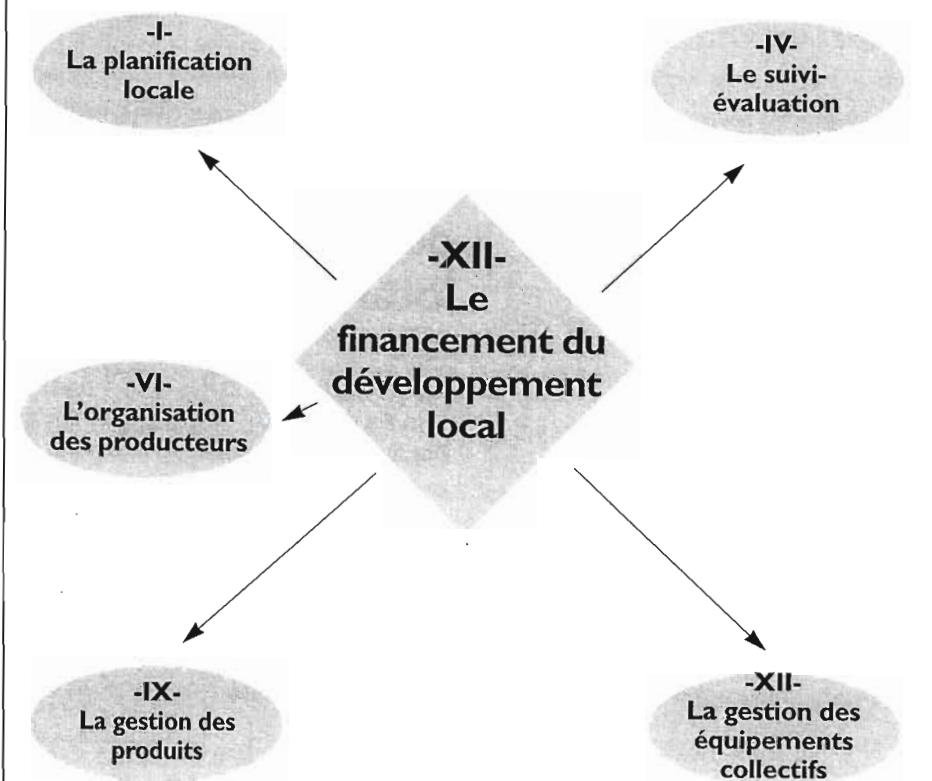 -I-
La planification
locale
-IV-
Le suivi-
évaluation
-XII-
Le
financement du
développement
local
-VI-
L'organisation
des producteurs
-IX-
La gestion des
produits
-XII-
La gestion des
équipements
collectifs